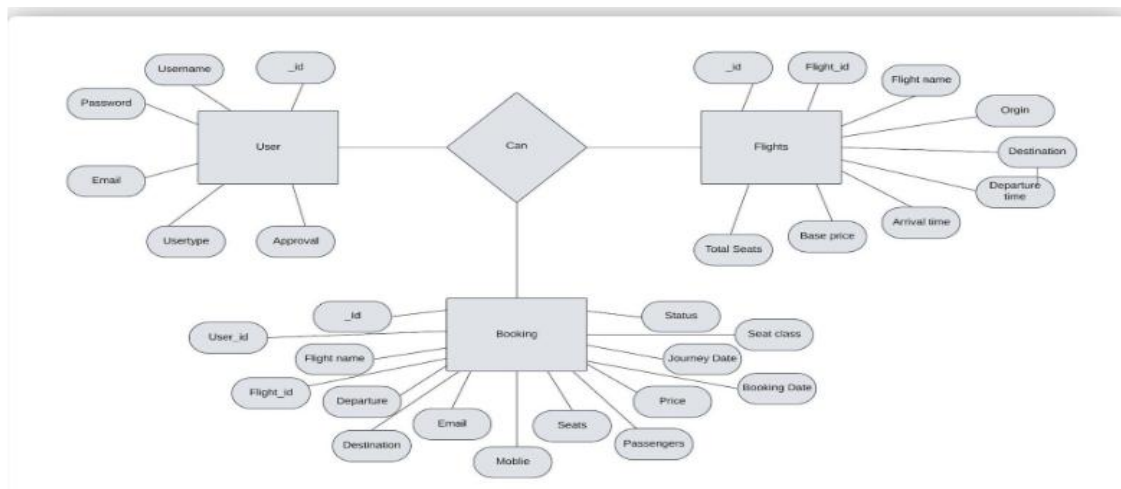 Username
_id
Password
User
Email
Usertype
Approval
Can
_id
Flight_id
Flight name
Orgin
Flights
Destination
Departure
time
Arrival time
Base price
Total Seats
_id
User_id
Flight name
Flight_id
Departure
Destination
Email
Moblie
Booking
Status
Seat class
Journey Date
Booking Date
Price
Seats
Passengers